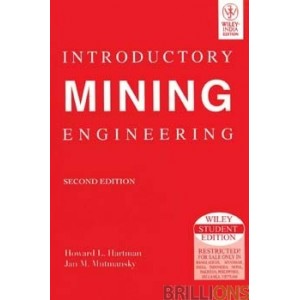 WILEY-
INDIA
EDITION
INTRODUCTORY
MINING
ENGINEERING
SECOND EDITION
WILEY
STUDENT
EDITION
RESTRICTED!
FOR SALE ONLY IN
Howard L. Hartman
Jan M. Mutmansky
BRILLIONS